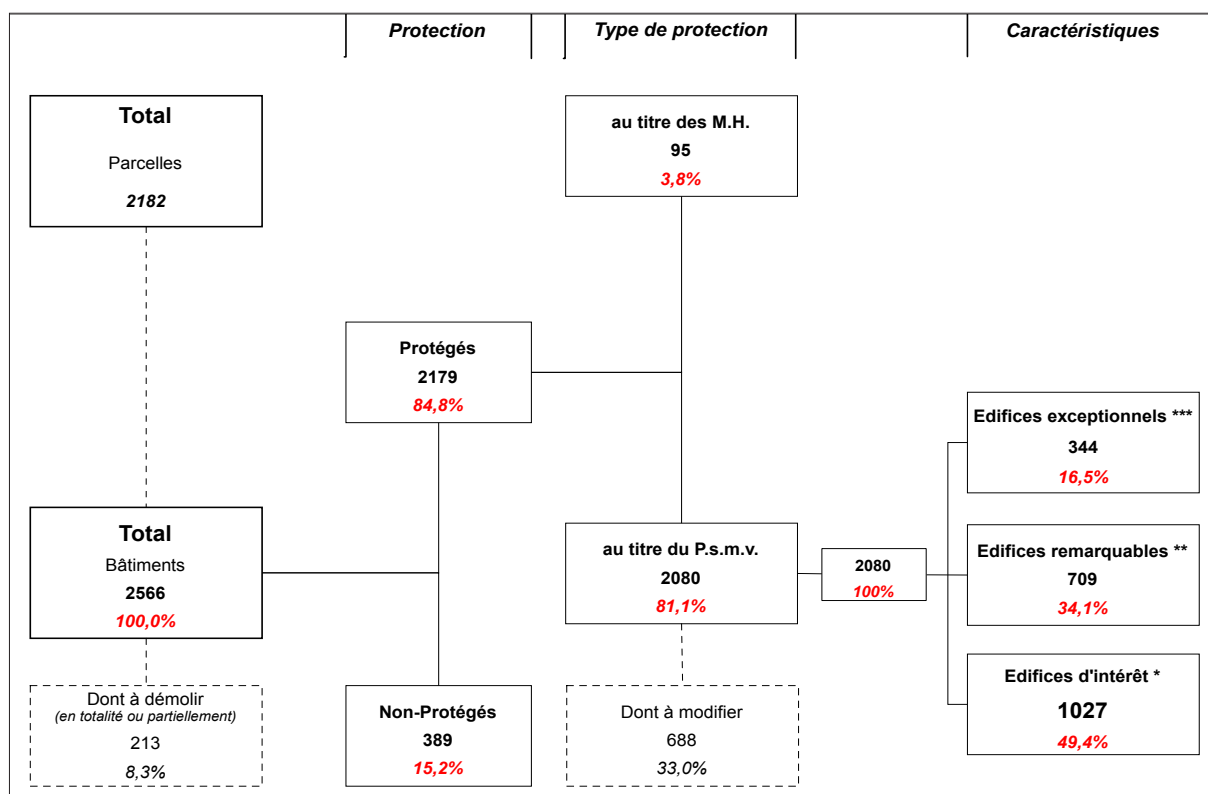 Protection
Type de protection
Caractéristiques
Total
Parcelles
2182
au titre des M.H.
95
3,8%
Protégés
2179
84,8%
Edifices exceptionnels ***
344
16,5%
Total
Bâtiments
2566
100,0%
au titre du P.s.m.v.
2080
81,1%
2080
100%
Edifices remarquables **
709
34,1%
Dont à démolir
(en totalité ou partiellement)
213
8,3%
Non-Protégés
389
15,2%
Dont à modifier
688
33,0%
Edifices d'intérêt *
1027
49,4%